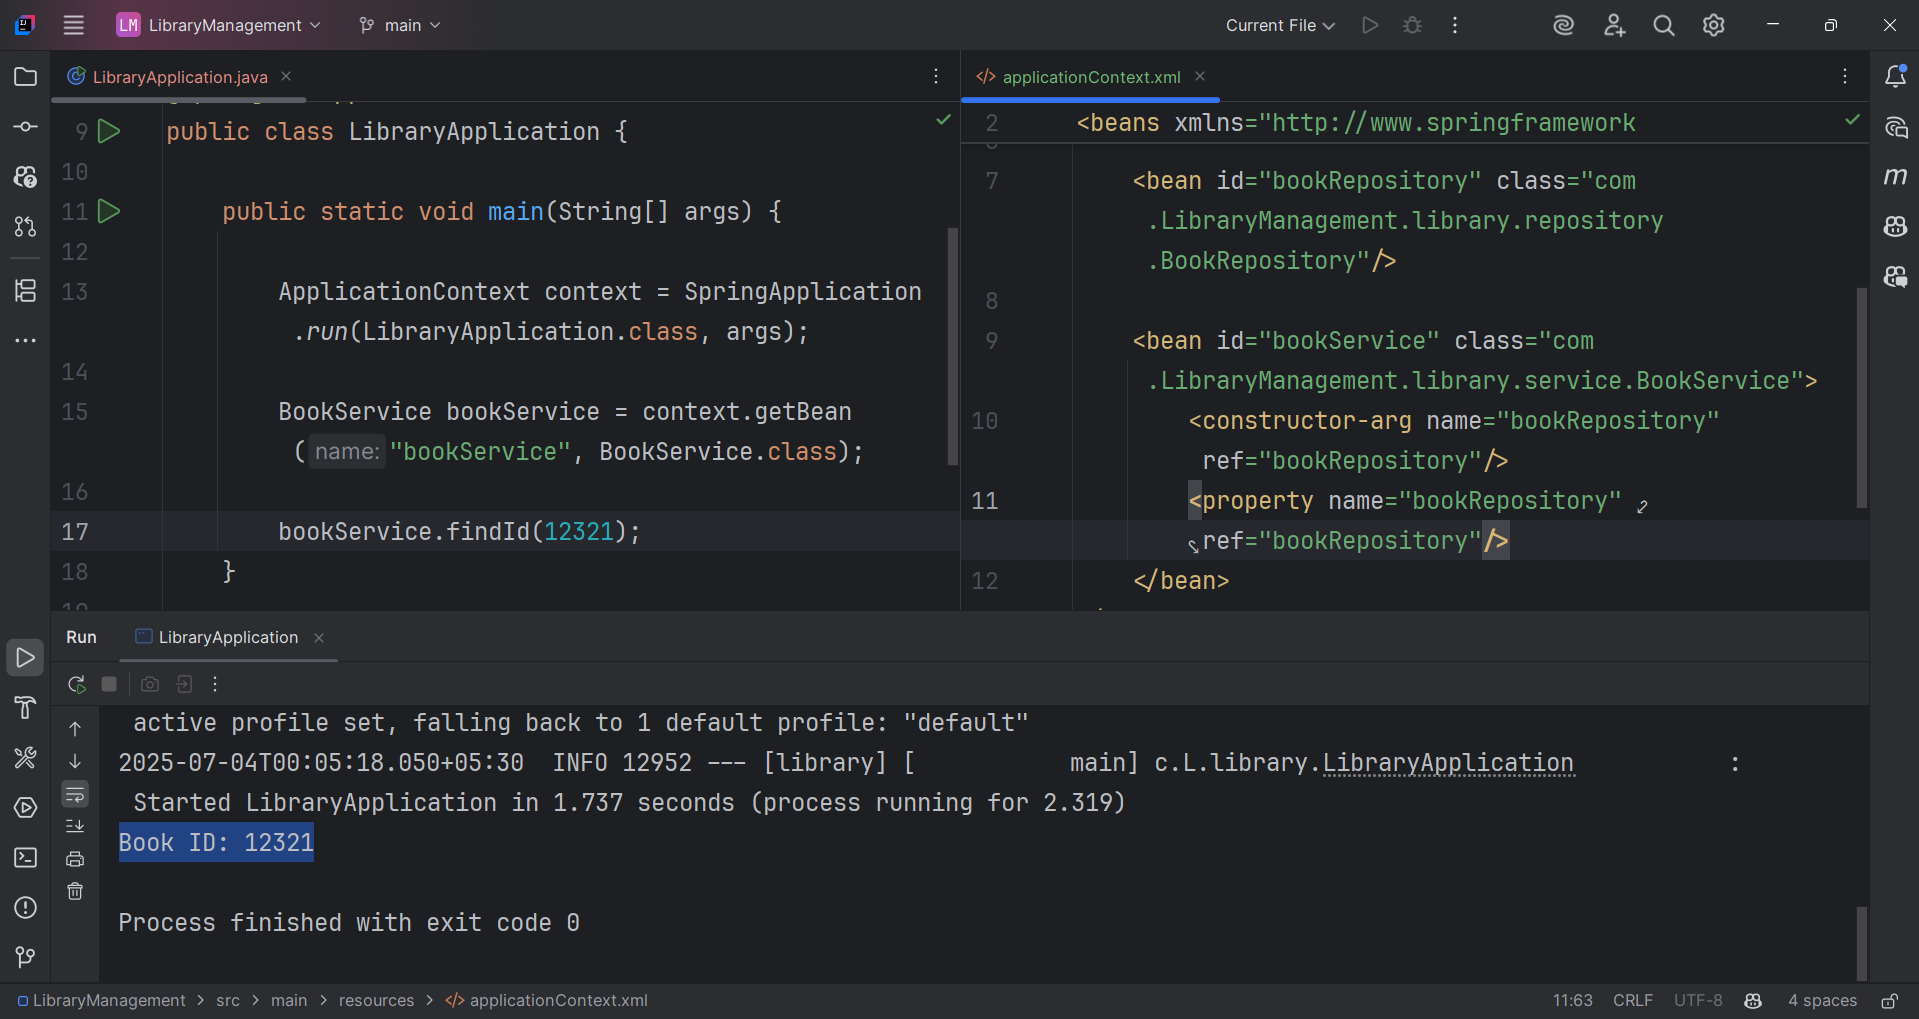 LM LibraryManagement main Current File
LibraryApplication.java
9 public class LibraryApplication {
10
11 public static void main(String[] args) {
12
13 ApplicationContext context = SpringApplication
.run(LibraryApplication.class, args);
14
15 BookService bookService = context.getBean
( name: "bookService", BookService.class);
16
17 bookService.findId(12321);
18 }
applicationContext.xml
2 <beans xmlns="http://www.springframework
7 <bean id="bookRepository" class="com
.LibraryManagement.library.repository
.BookRepository"/>
8
9 <bean id="bookService" class="com
.LibraryManagement.library.service.BookService">
10 <constructor-arg name="bookRepository"
ref="bookRepository"/>
11 <property name="bookRepository"
ref="bookRepository"/>
12 </bean>
Run LibraryApplication
active profile set, falling back to 1 default profile: "default"
2025-07-04T00:05:18.050+05:30  INFO 12952 --- [library] [           main] c.L.library.LibraryApplication           :
Started LibraryApplication in 1.737 seconds (process running for 2.319)
Book ID: 12321
Process finished with exit code 0
LibraryManagement > src > main > resources > </> applicationContext.xml 11:63 CRLF UTF-8 4 spaces